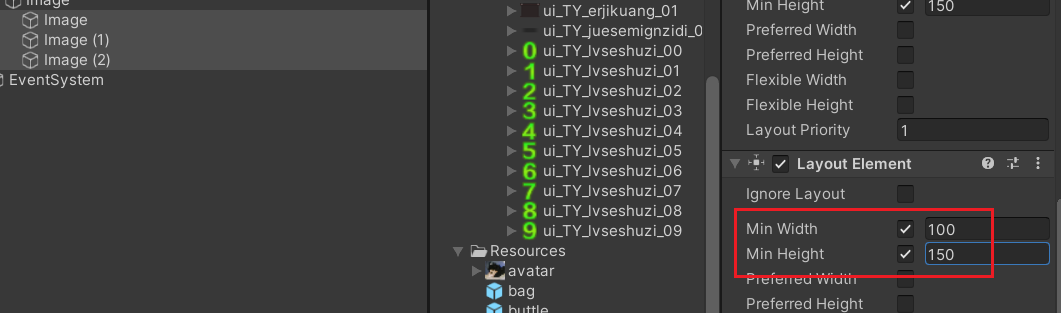 Image
Image
Image (1)
Image (2)
EventSystem
ui_TY_erjikuang_01
ui_TY_juesemignzidi_0
0 ui_TY_lvseshuzi_00
1 ui_TY_lvseshuzi_01
2 ui_TY_lvseshuzi_02
3 ui_TY_lvseshuzi_03
4 ui_TY_lvseshuzi_04
5 ui_TY_lvseshuzi_05
6 ui_TY_lvseshuzi_06
7 ui_TY_lvseshuzi_07
8 ui_TY_lvseshuzi_08
9 ui_TY_lvseshuzi_09
Resources
avatar
bag
buttle
Min Height 150
Preferred Width
Preferred Height
Flexible Width
Flexible Height
Layout Priority 1
Layout Element
Ignore Layout
Min Width 100
Min Height 150
Preferred Width
Preferred Height